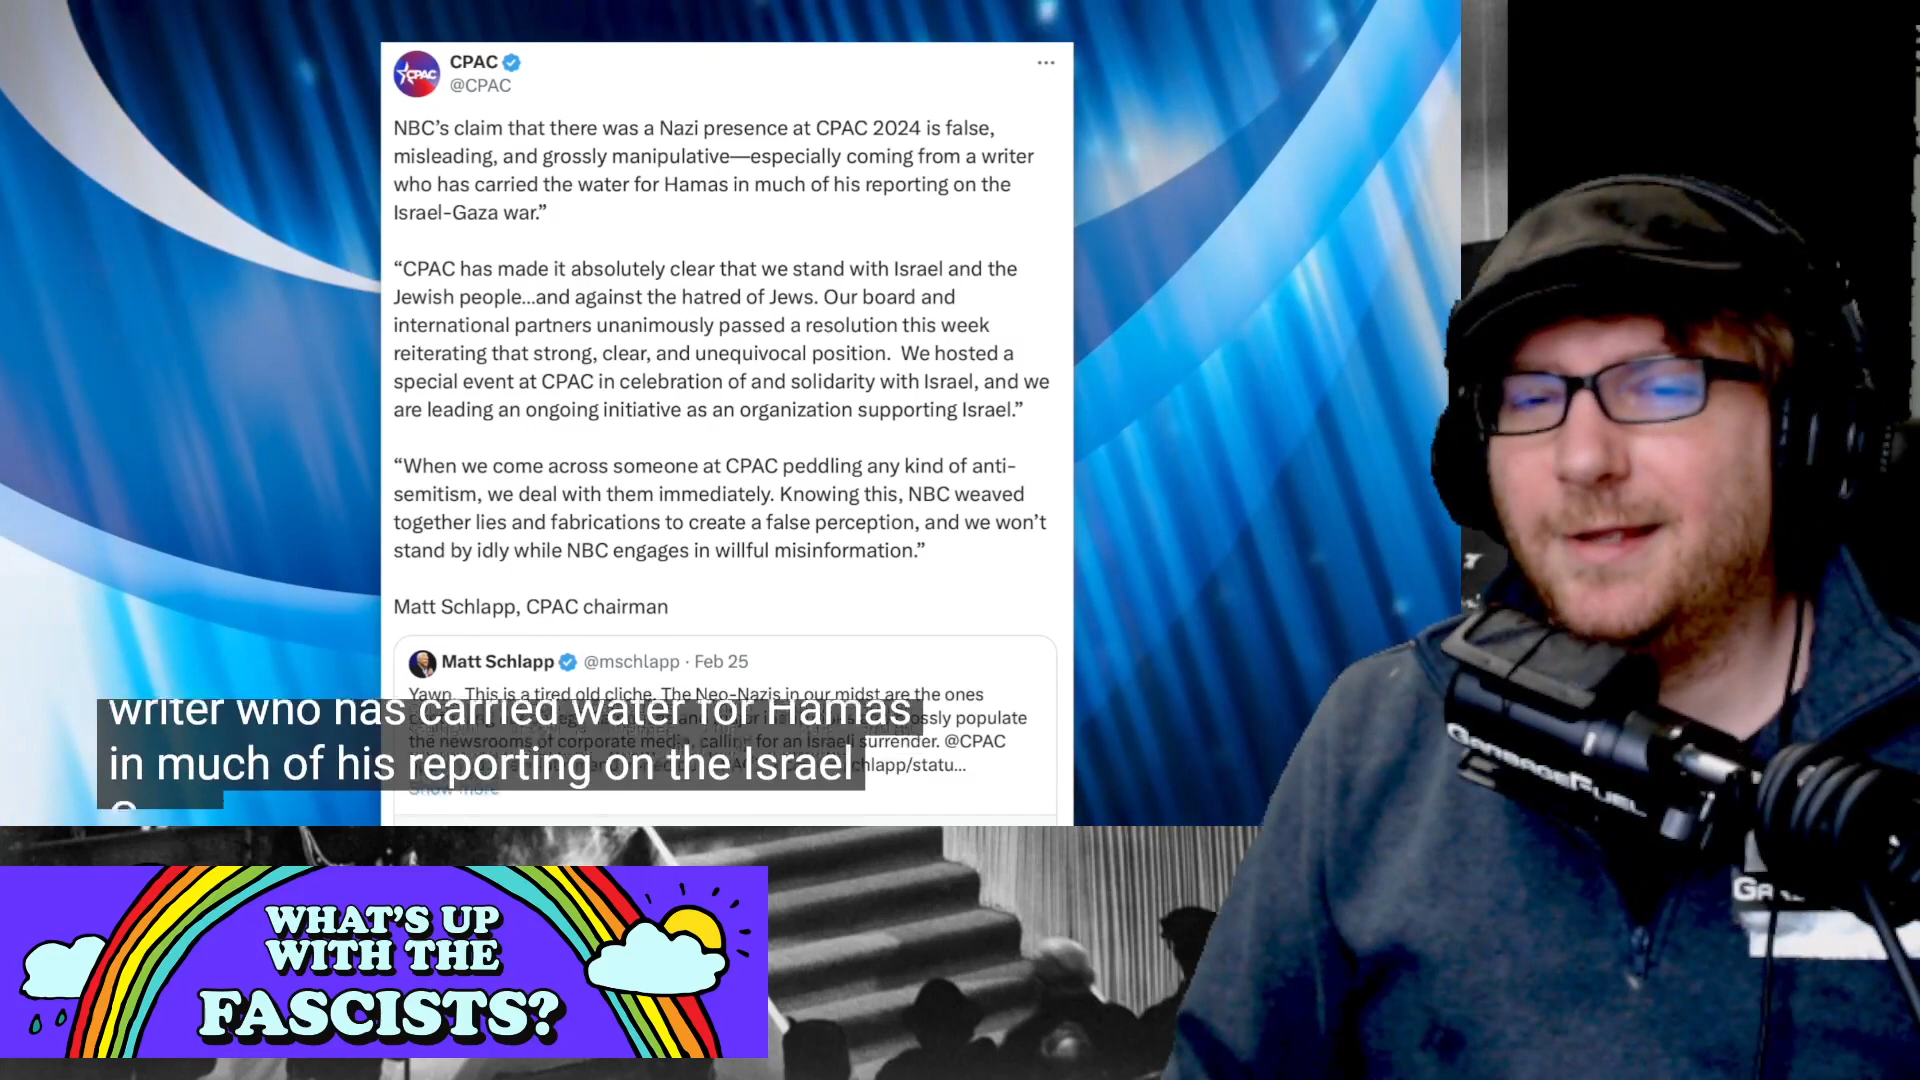 CPAC
CPAC
@CPAC
NBC’s claim that there was a Nazi presence at CPAC 2024 is false,
misleading, and grossly manipulative—especially coming from a writer
who has carried the water for Hamas in much of his reporting on the
Israel-Gaza war.”
“CPAC has made it absolutely clear that we stand with Israel and the
Jewish people...and against the hatred of Jews. Our board and
international partners unanimously passed a resolution this week
reiterating that strong, clear, and unequivocal position. We hosted a
special event at CPAC in celebration of and solidarity with Israel, and we
are leading an ongoing initiative as an organization supporting Israel.”
“When we come across someone at CPAC peddling any kind of anti-
semitism, we deal with them immediately. Knowing this, NBC weaved
together lies and fabrications to create a false perception, and we won’t
stand by idly while NBC engages in willful misinformation.”
Matt Schlapp, CPAC chairman
Matt Schlapp @mschlapp · Feb 25
Yawn. This is a tired old cliche. The Neo-Nazis in our midst are the ones
populate
the newsrooms of corporate media, calling for an Israeli surrender. @CPAC
Show more
writer who has carried water for Hamas
in much of his reporting on the Israel
WHAT'S UP
WITH THE
FASCISTS?
GARBAGEFUEL